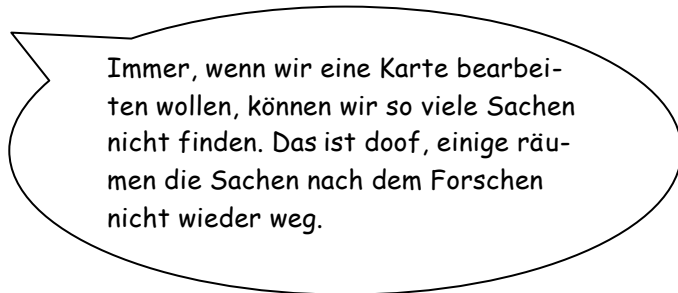 Immer, wenn wir eine Karte bearbei-
ten wollen, können wir so viele Sachen
nicht finden. Das ist doof, einige räu-
men die Sachen nach dem Forschen
nicht wieder weg.